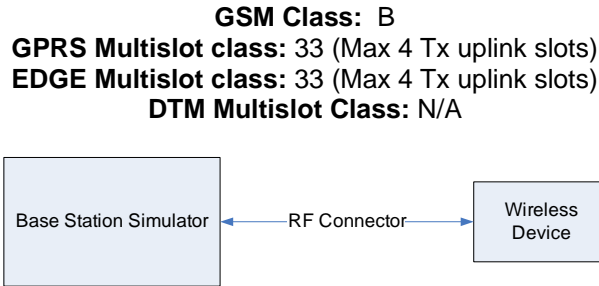 GSM Class: B
GPRS Multislot class: 33 (Max 4 Tx uplink slots)
EDGE Multislot class: 33 (Max 4 Tx uplink slots)
DTM Multislot Class: N/A
Base Station Simulator
RF Connector
Wireless
Device